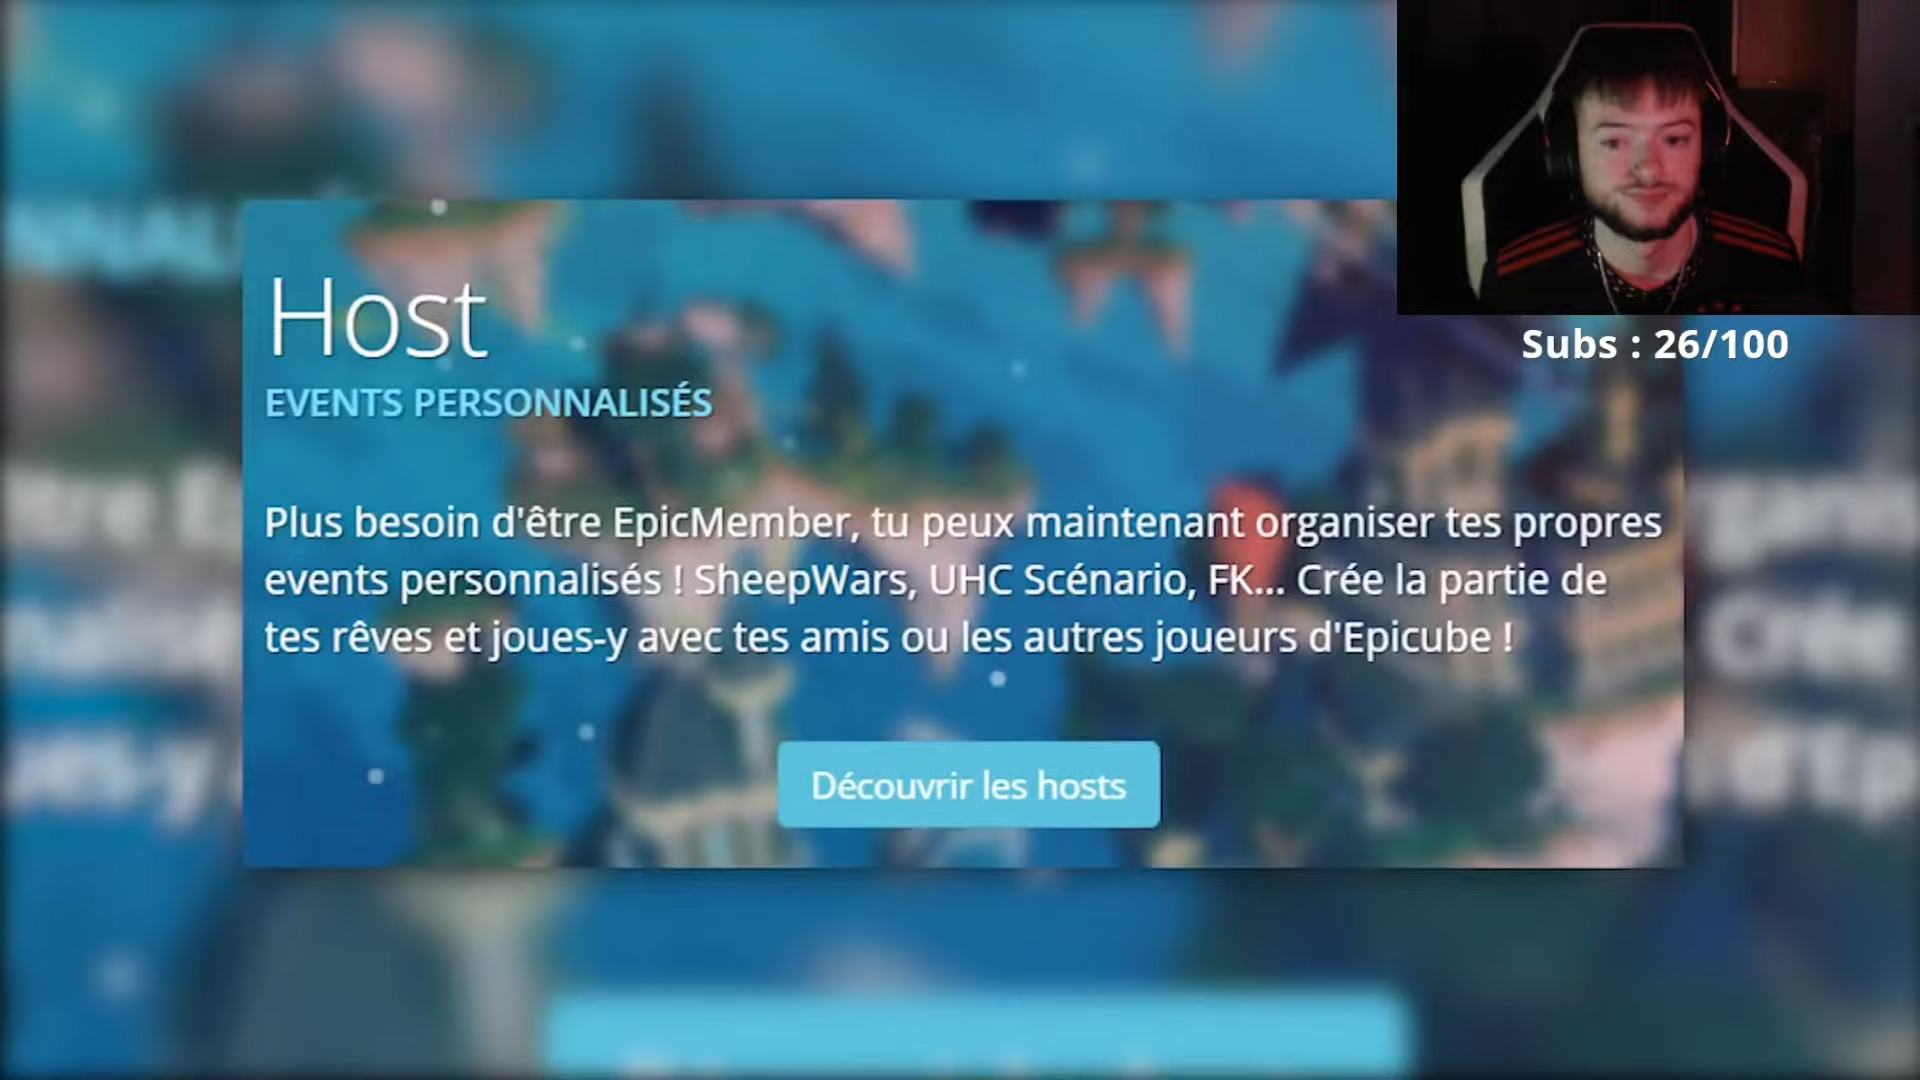 Host
EVENTS PERSONNALISÉS
Plus besoin d'être EpicMember, tu peux maintenant organiser tes propres
events personnalisés ! SheepWars, UHC Scénario, FK... Crée la partie de
tes rêves et joues-y avec tes amis ou les autres joueurs d'Epicube !
Découvrir les hosts
Subs : 26/100